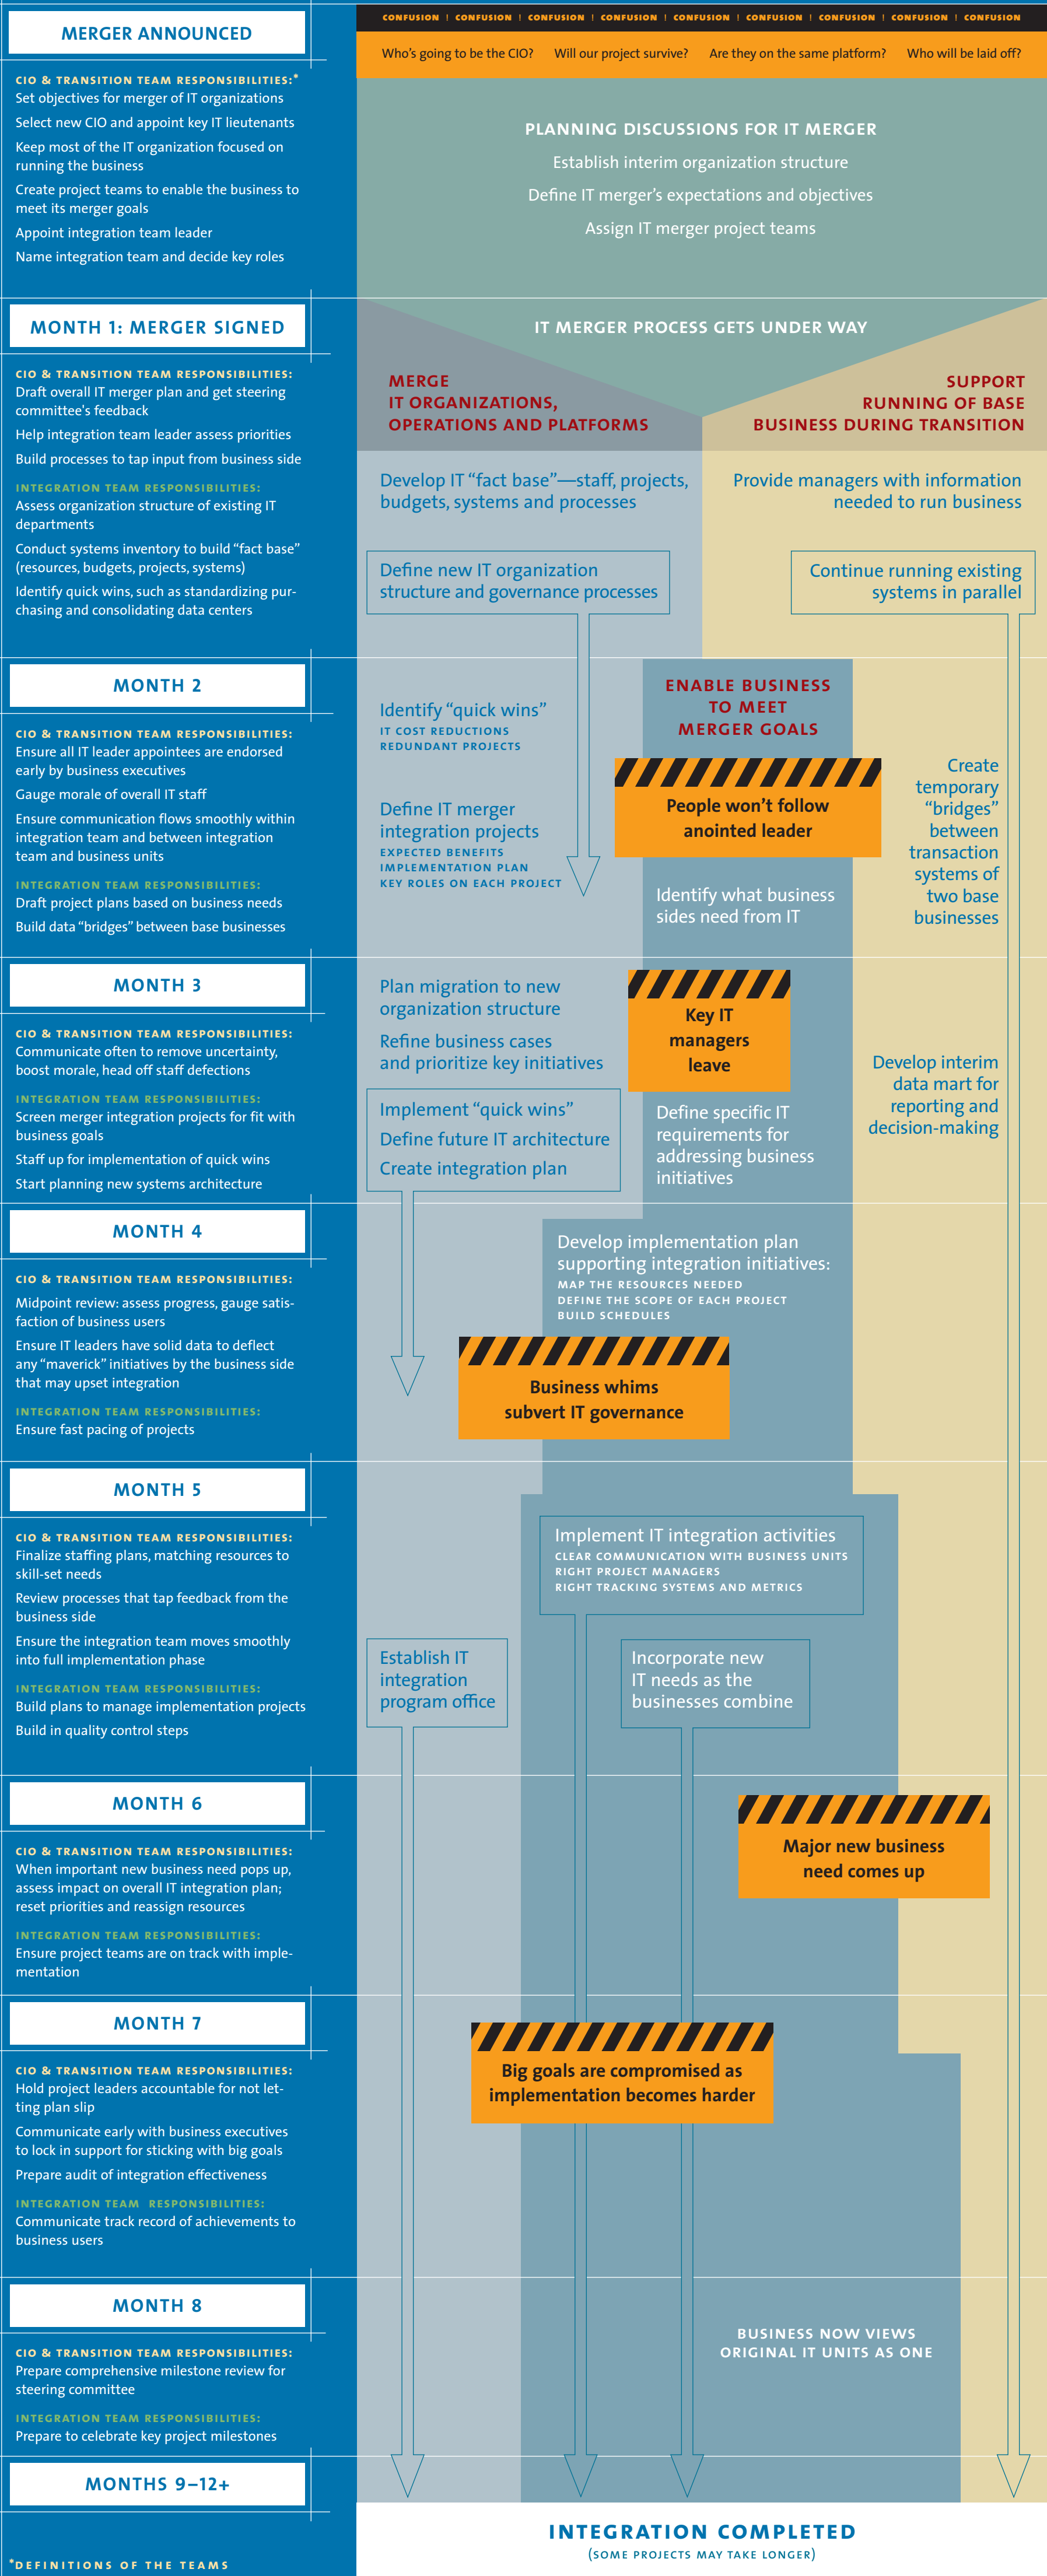 MERGER ANNOUNCED
CIO & TRANSITION TEAM RESPONSIBILITIES:*
Set objectives for merger of IT organizations
Select new CIO and appoint key IT lieutenants
Keep most of the IT organization focused on
running the business
Create project teams to enable the business to
meet its merger goals
Appoint integration team leader
Name integration team and decide key roles
CONFUSION | CONFUSION | CONFUSION | CONFUSION | CONFUSION | CONFUSION | CONFUSION | CONFUSION | CONFUSION
Who's going to be the CIO? Will our project survive? Are they on the same platform? Who will be laid off?
PLANNING DISCUSSIONS FOR IT MERGER
Establish interim organization structure
Define IT merger's expectations and objectives
Assign IT merger project teams
MONTH 1: MERGER SIGNED
CIO & TRANSITION TEAM RESPONSIBILITIES:
Draft overall IT merger plan and get steering
committee's feedback
Help integration team leader assess priorities
Build processes to tap input from business side
INTEGRATION TEAM RESPONSIBILITIES:
Assess organization structure of existing IT
departments
Conduct systems inventory to build “fact base”
(resources, budgets, projects, systems)
Identify quick wins, such as standardizing pur-
chasing and consolidating data centers
IT MERGER PROCESS GETS UNDER WAY
MERGE
IT ORGANIZATIONS,
OPERATIONS AND PLATFORMS
SUPPORT
RUNNING OF BASE
BUSINESS DURING TRANSITION
Develop IT “fact base”—staff, projects,
budgets, systems and processes
Provide managers with information
needed to run business
Define new IT organization
structure and governance processes
Continue running existing
systems in parallel
MONTH 2
CIO & TRANSITION TEAM RESPONSIBILITIES:
Ensure all IT leader appointees are endorsed
early by business executives
Gauge morale of overall IT staff
Ensure communication flows smoothly within
integration team and between integration
team and business units
INTEGRATION TEAM RESPONSIBILITIES:
Draft project plans based on business needs
Build data “bridges” between base businesses
Identify “quick wins”
IT COST REDUCTIONS
REDUNDANT PROJECTS
Define IT merger
integration projects
EXPECTED BENEFITS
IMPLEMENTATION PLAN
KEY ROLES ON EACH PROJECT
ENABLE BUSINESS
TO MEET
MERGER GOALS
People won't follow
anointed leader
Identify what business
sides need from IT
Create
temporary
“bridges”
between
transaction
systems of
two base
businesses
MONTH 3
CIO & TRANSITION TEAM RESPONSIBILITIES:
Communicate often to remove uncertainty,
boost morale, head off staff defections
INTEGRATION TEAM RESPONSIBILITIES:
Screen merger integration projects for fit with
business goals
Staff up for implementation of quick wins
Start planning new systems architecture
Plan migration to new
organization structure
Refine business cases
and prioritize key initiatives
Implement “quick wins”
Define future IT architecture
Create integration plan
Key IT
managers
leave
Define specific IT
requirements for
addressing business
initiatives
Develop interim
data mart for
reporting and
decision-making
MONTH 4
CIO & TRANSITION TEAM RESPONSIBILITIES:
Midpoint review: assess progress, gauge satis-
faction of business users
Ensure IT leaders have solid data to deflect
any “maverick” initiatives by the business side
that may upset integration
INTEGRATION TEAM RESPONSIBILITIES:
Ensure fast pacing of projects
Develop implementation plan
supporting integration initiatives:
MAP THE RESOURCES NEEDED
DEFINE THE SCOPE OF EACH PROJECT
BUILD SCHEDULES
Business whims
subvert IT governance
MONTH 5
CIO & TRANSITION TEAM RESPONSIBILITIES:
Finalize staffing plans, matching resources to
skill-set needs
Review processes that tap feedback from the
business side
Ensure the integration team moves smoothly
into full implementation phase
INTEGRATION TEAM RESPONSIBILITIES:
Build plans to manage implementation projects
Build in quality control steps
Implement IT integration activities
CLEAR COMMUNICATION WITH BUSINESS UNITS
RIGHT PROJECT MANAGERS
RIGHT TRACKING SYSTEMS AND METRICS
Establish IT
integration
program office
Incorporate new
IT needs as the
businesses combine
MONTH 6
CIO & TRANSITION TEAM RESPONSIBILITIES:
When important new business need pops up,
assess impact on overall IT integration plan;
reset priorities and reassign resources
INTEGRATION TEAM RESPONSIBILITIES:
Ensure project teams are on track with imple-
mentation
Major new business
need comes up
MONTH 7
CIO & TRANSITION TEAM RESPONSIBILITIES:
Hold project leaders accountable for not let-
ting plan slip
Communicate early with business executives
to lock in support for sticking with big goals
Prepare audit of integration effectiveness
INTEGRATION TEAM RESPONSIBILITIES:
Communicate track record of achievements to
business users
Big goals are compromised as
implementation becomes harder
MONTH 8
CIO & TRANSITION TEAM RESPONSIBILITIES:
Prepare comprehensive milestone review for
steering committee
INTEGRATION TEAM RESPONSIBILITIES:
Prepare to celebrate key project milestones
BUSINESS NOW VIEWS
ORIGINAL IT UNITS AS ONE
MONTHS 9–12+
INTEGRATION COMPLETED
(SOME PROJECTS MAY TAKE LONGER)
*DEFINITIONS OF THE TEAMS